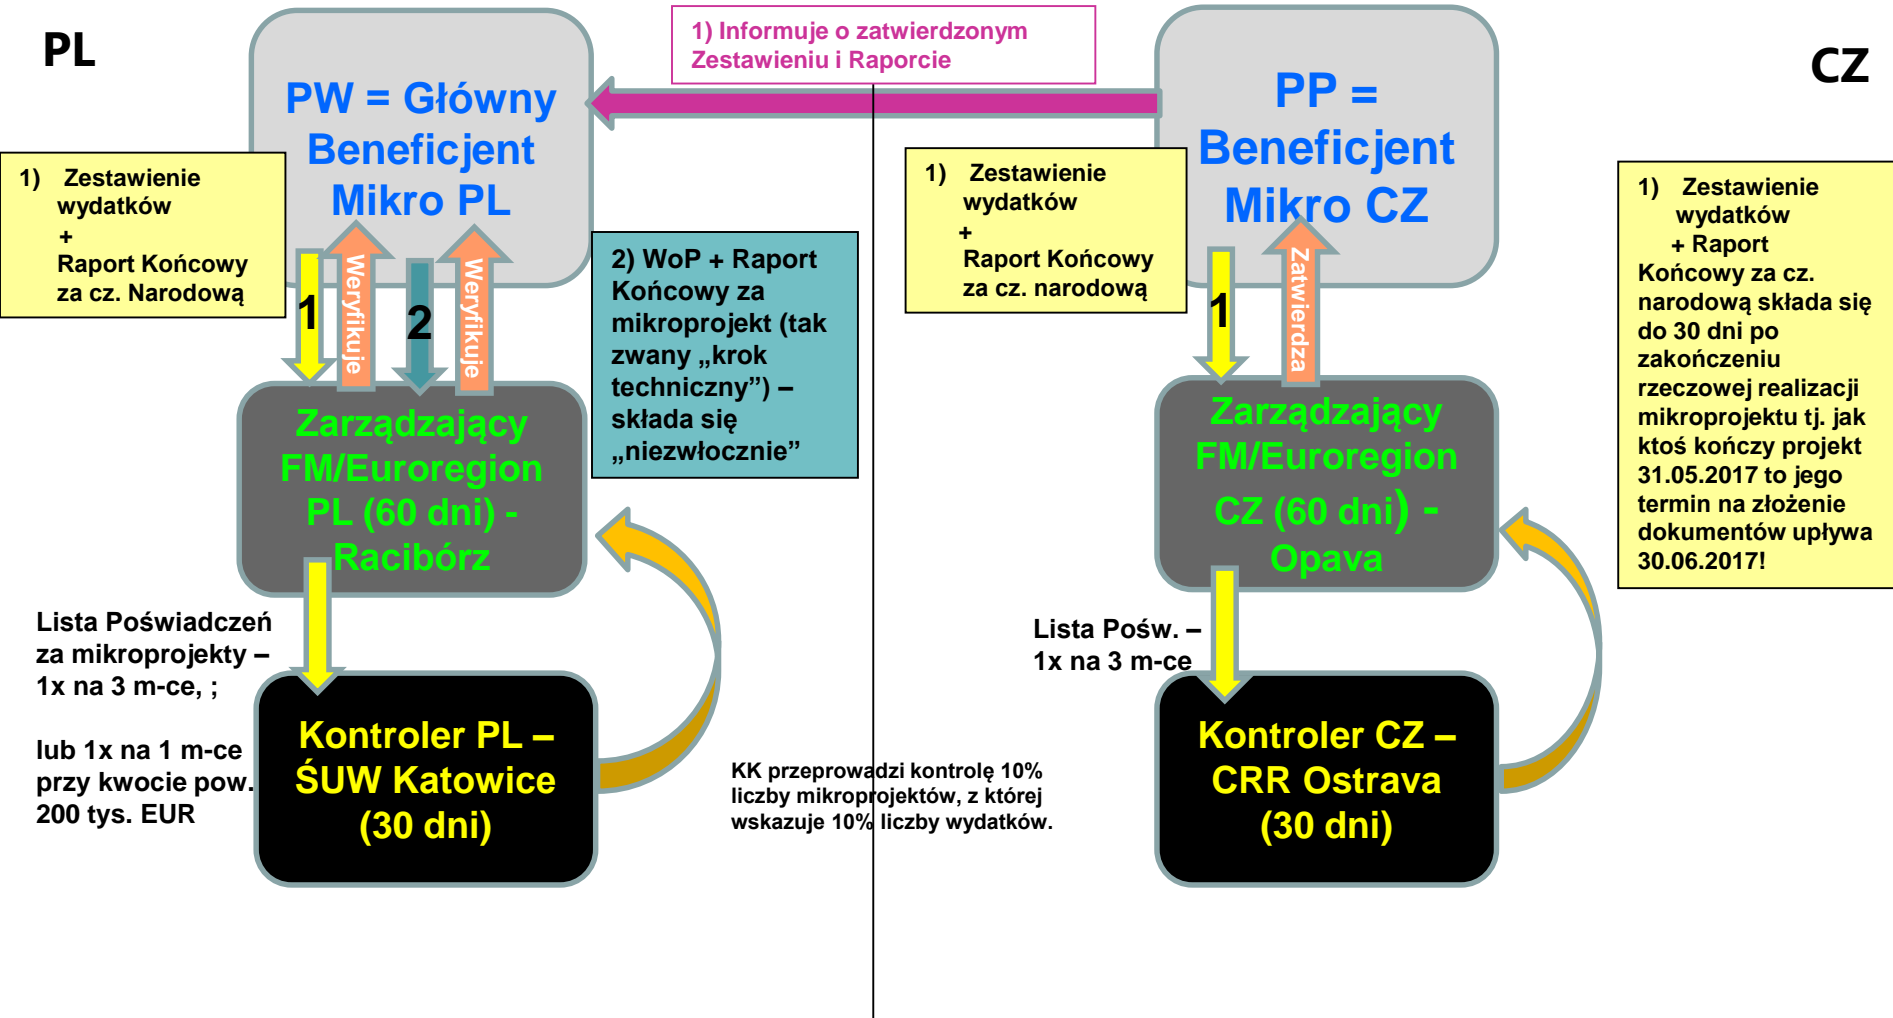 PL
1) Informuje o zatwierdzonym
Zestawieniu i Raporcie
CZ
PW = Główny
Beneficjent
Mikro PL
PP =
Beneficjent
Mikro CZ
1) Zestawienie
wydatków
+
Raport Końcowy
za cz. Narodową
1
Weryfikuje
2
Weryfikuje
2) WoP + Raport
Końcowy za
mikroprojekt (tak
zwany „krok
techniczny”) –
składa się
„niezwłocznie”
1) Zestawienie
wydatków
+
Raport Końcowy
za cz. narodową
1
Zatwierdza
1) Zestawienie
wydatków
+ Raport
Końcowy za cz.
narodową składa się
do 30 dni po
zakończeniu
rzeczowej realizacji
mikroprojektu tj. jak
ktoś kończy projekt
31.05.2017 to jego
termin na złożenie
dokumentów upływa
30.06.2017!
Zarządzający
FM/Euroregion
PL (60 dni) -
Racibórz
Zarządzający
FM/Euroregion
CZ (60 dni) -
Opava
Lista Poświadczeń
za mikroprojekty –
1x na 3 m-ce, ;
lub 1x na 1 m-ce
przy kwocie pow.
200 tys. EUR
Lista Pośw. –
1x na 3 m-ce
Kontroler PL –
ŚUW Katowice
(30 dni)
KK przeprowadzi kontrolę 10%
liczby mikroprojektów, z której
wskazuje 10% liczby wydatków.
Kontroler CZ –
CRR Ostrava
(30 dni)